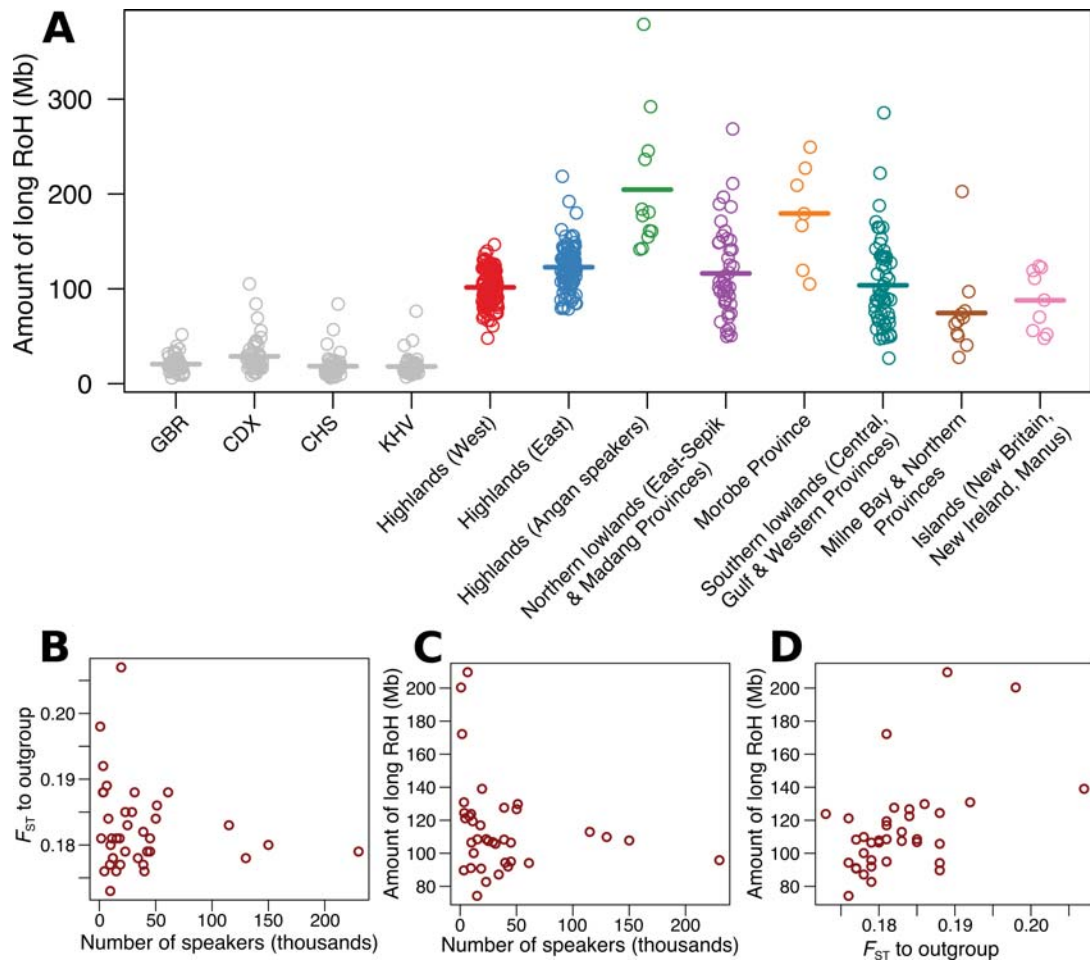 A
Amount of long RoH (Mb)
300
200
100
0
GBR
CDX
CHS
KHV
Highlands (West)
Highlands (East)
Highlands (Angan speakers)
Northern lowlands (East-Sepik
& Madang Provinces)
Morobe Province
Southern lowlands (Central,
Gulf & Western Provinces)
Milne Bay & Northern
Provinces
Islands (New Britain,
New Ireland, Manus)
B
FST to outgroup
0.20
0.19
0.18
0 50 100 150 200
Number of speakers (thousands)
C
Amount of long RoH (Mb)
200
180
160
140
120
100
80
0 50 100 150 200
Number of speakers (thousands)
D
Amount of long RoH (Mb)
200
180
160
140
120
100
80
0.18 0.19 0.20
FST to outgroup